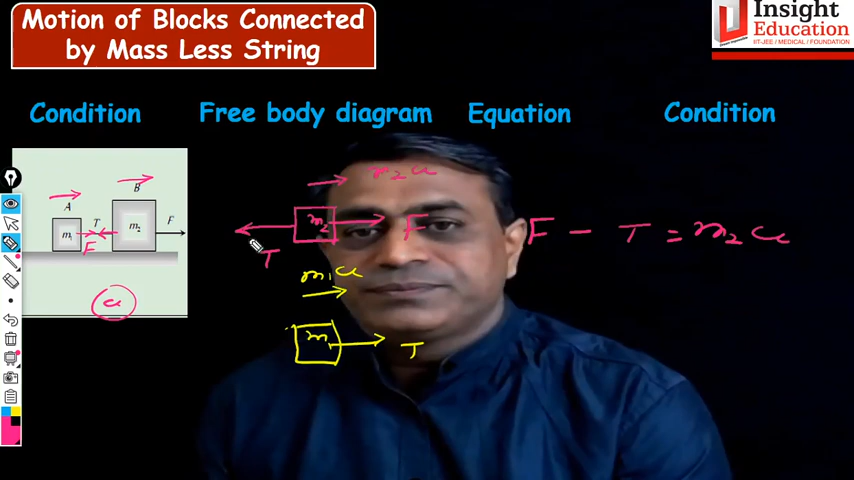 Motion of Blocks Connected
by Mass Less String
Insight
Education
IIT-JEE / MEDICAL / FOUNDATION
Condition Free body diagram Equation Condition
A B
T F
m₁ m₂
F
a
m₂a
m₂ F
T
F - T = m₂a
m₁a
m₁ T